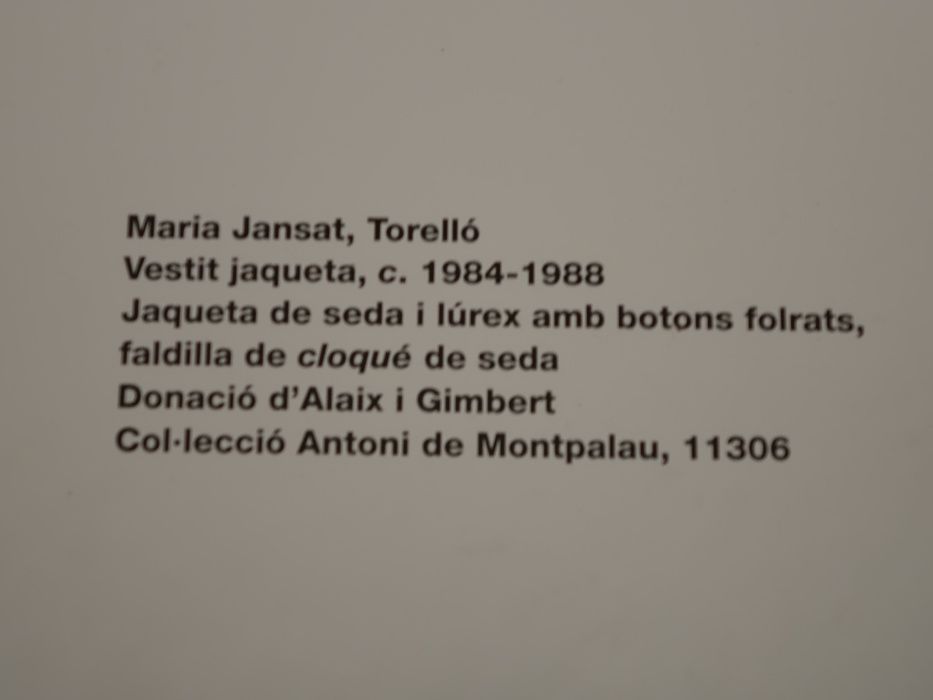 Maria Jansat, Torelló
Vestit jaqueta, c. 1984-1988
Jaqueta de seda i lúrex amb botons folrats,
faldilla de cloqué de seda
Donació d’Alaix i Gimbert
Col·lecció Antoni de Montpalau, 11306